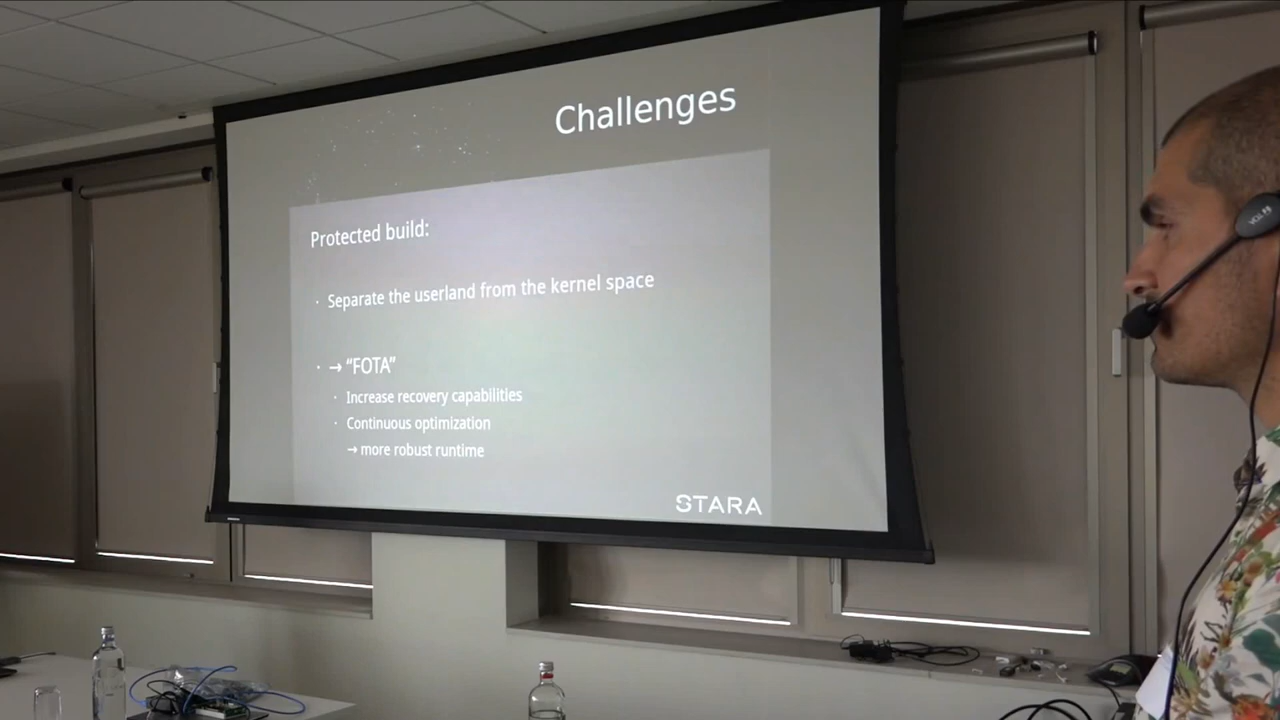 Challenges
Protected build:
· Separate the userland from the kernel space
· → “FOTA”
· Increase recovery capabilities
· Continuous optimization
→ more robust runtime
STARA